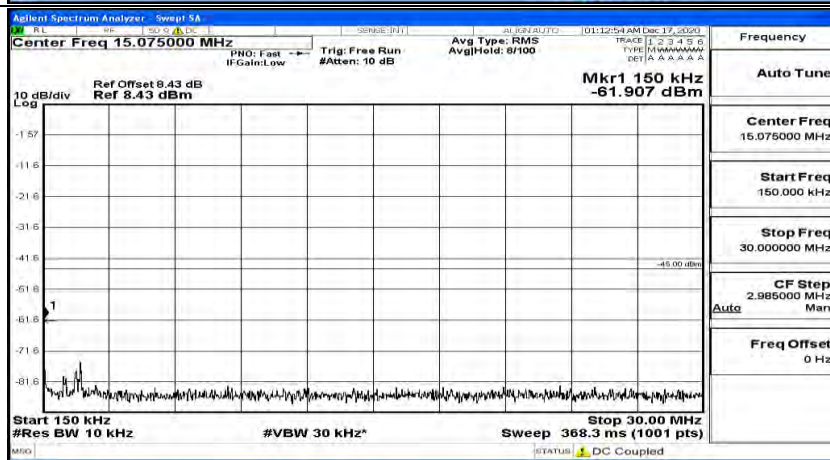 Agilent Spectrum Analyzer - Swept SA
RL RF 50 Ω DC SENSE:INT ALIGN AUTO 01:12:54 AM Dec 17, 2020
Center Freq 15.075000 MHz
PNO: Fast
IFGain:Low
Trig: Free Run
#Atten: 10 dB
Avg Type: RMS
Avg|Hold: 8/100
TRACE 1 2 3 4 5 6
TYPE MWWWWW
DET A A A A A A
Ref Offset 8.43 dB
Ref 8.43 dBm
10 dB/div
Log
Mkr1 150 kHz
-61.907 dBm
-1.57
-11.6
-21.6
-31.6
-41.6
-45.00 dBm
-51.6
1
-61.6
-71.6
-81.6
Start 150 kHz
#Res BW 10 kHz
#VBW 30 kHz*
Stop 30.00 MHz
Sweep 368.3 ms (1001 pts)
MSG
STATUS DC Coupled
Frequency
Auto Tune
Center Freq
15.075000 MHz
Start Freq
150.000 kHz
Stop Freq
30.000000 MHz
CF Step
2.985000 MHz
Auto Man
Freq Offset
0 Hz